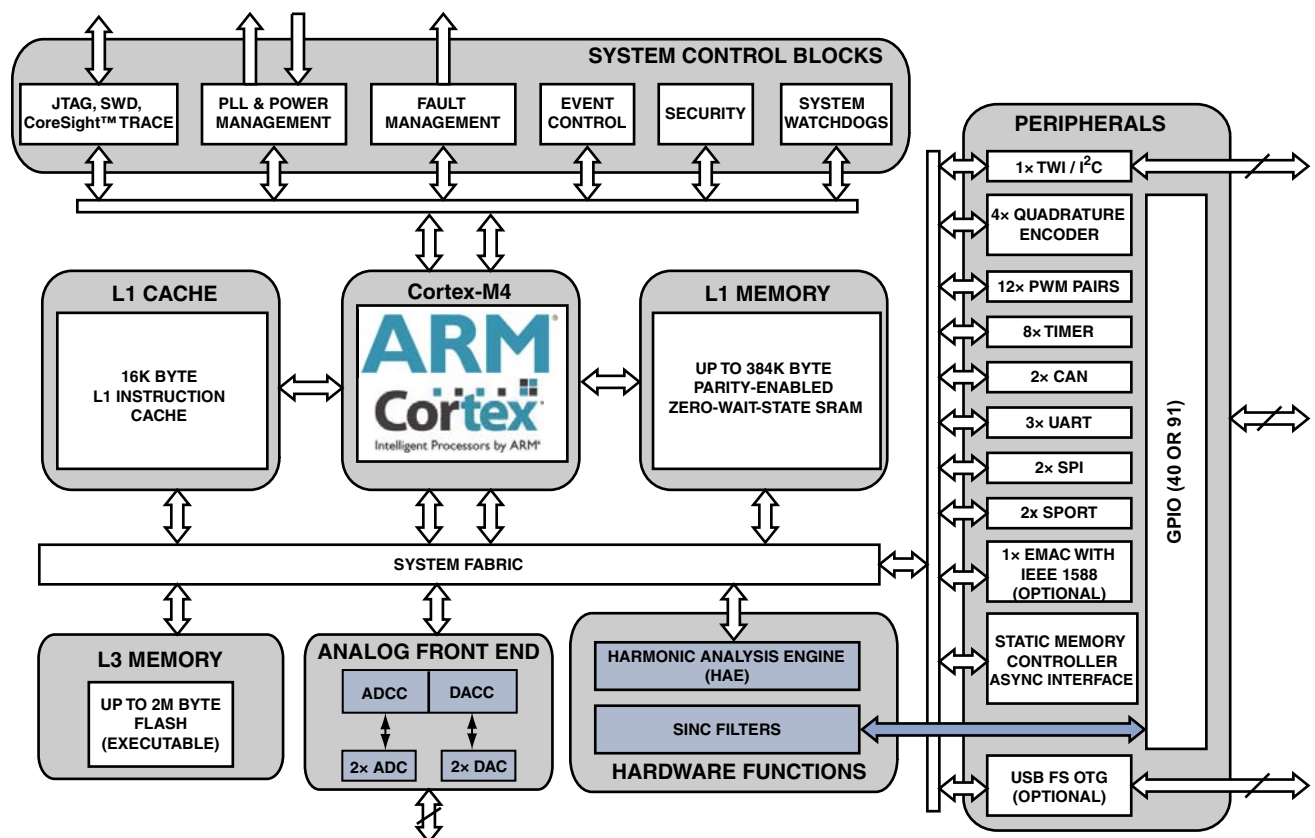 SYSTEM CONTROL BLOCKS
JTAG, SWD,
CoreSight™ TRACE
PLL & POWER
MANAGEMENT
FAULT
MANAGEMENT
EVENT
CONTROL
SECURITY
SYSTEM
WATCHDOGS
L1 CACHE
16K BYTE
L1 INSTRUCTION
CACHE
Cortex-M4
ARM®
Cortex
Intelligent Processors by ARM®
L1 MEMORY
UP TO 384K BYTE
PARITY-ENABLED
ZERO-WAIT-STATE SRAM
SYSTEM FABRIC
L3 MEMORY
UP TO 2M BYTE
FLASH
(EXECUTABLE)
ANALOG FRONT END
ADCC
DACC
2× ADC
2× DAC
HARMONIC ANALYSIS ENGINE
(HAE)
SINC FILTERS
HARDWARE FUNCTIONS
PERIPHERALS
1× TWI / I²C
4× QUADRATURE
ENCODER
12× PWM PAIRS
8× TIMER
2× CAN
3× UART
2× SPI
2x SPORT
1× EMAC WITH
IEEE 1588
(OPTIONAL)
STATIC MEMORY
CONTROLLER
ASYNC INTERFACE
USB FS OTG
(OPTIONAL)
GPIO (40 OR 91)